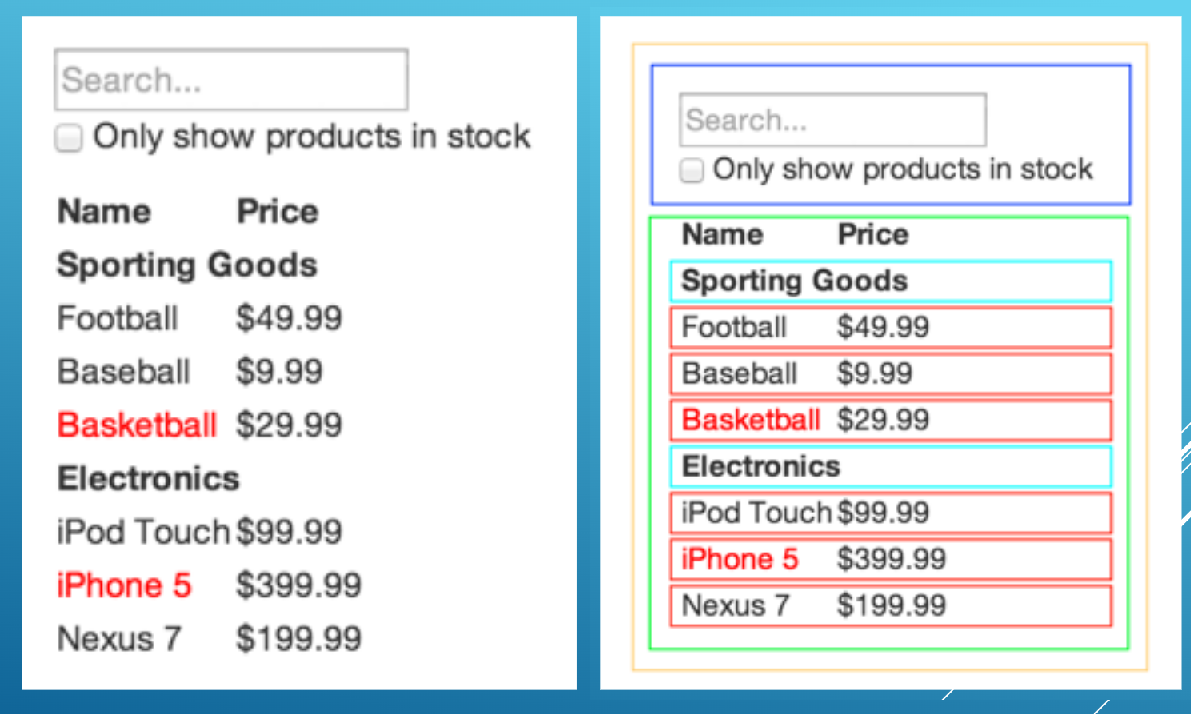 Search...
Only show products in stock
Name Price
Sporting Goods
Football $49.99
Baseball $9.99
Basketball $29.99
Electronics
iPod Touch $99.99
iPhone 5 $399.99
Nexus 7 $199.99
Search...
Only show products in stock
Name Price
Sporting Goods
Football $49.99
Baseball $9.99
Basketball $29.99
Electronics
iPod Touch $99.99
iPhone 5 $399.99
Nexus 7 $199.99